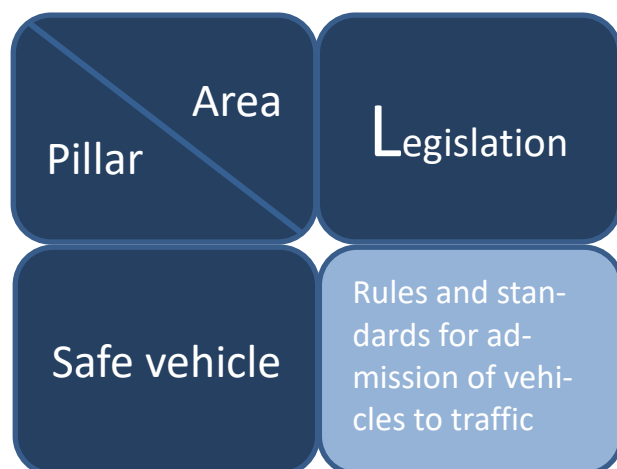 Area
Pillar
Legislation
Safe vehicle
Rules and stan-
dards for ad-
mission of vehi-
cles to traffic